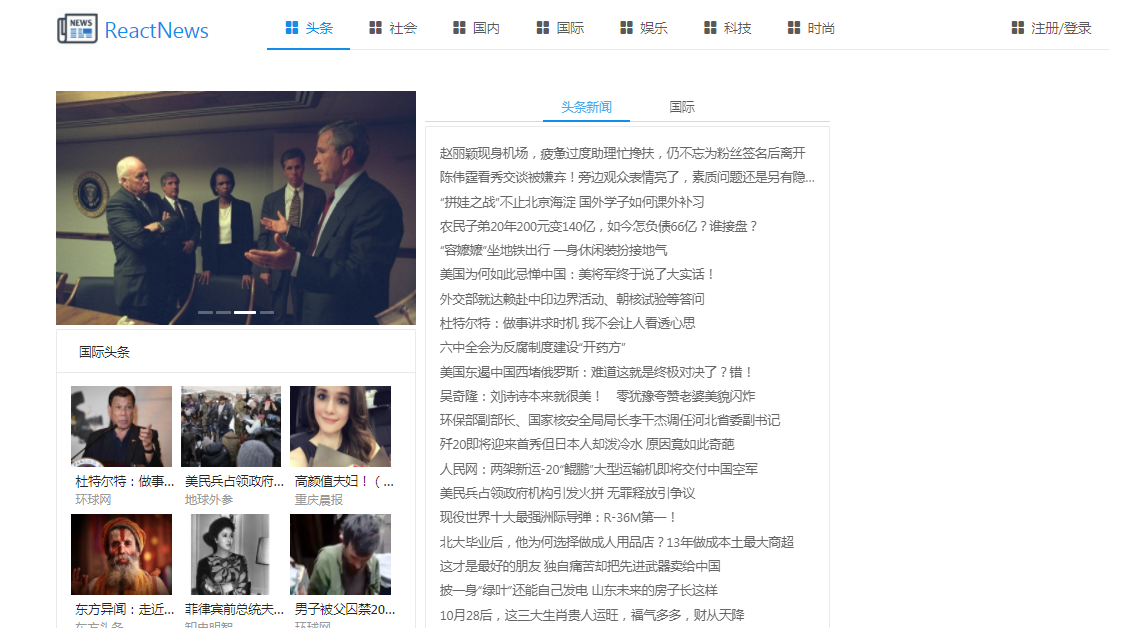 NEWS
ReactNews
头条
社会
国内
国际
娱乐
科技
时尚
注册/登录
头条新闻
国际
赵丽颖现身机场，疲惫过度助理忙搀扶，仍不忘为粉丝签名后离开
陈伟霆看秀交谈被嫌弃！旁边观众表情亮了，素质问题还是另有隐...
“拼娃之战”不止北京海淀 国外学子如何课外补习
农民子弟20年200元变140亿，如今怎负债66亿？谁接盘？
“容嬷嬷”坐地铁出行 一身休闲装扮接地气
美国为何如此忌惮中国：美将军终于说了大实话！
外交部就达赖赴中印边界活动、朝核试验等答问
杜特尔特：做事讲求时机 我不会让人看透心思
六中全会为反腐制度建设“开药方”
美国东遏中国西堵俄罗斯：难道这就是终极对决了？错！
吴奇隆：刘诗诗本来就很美！　零犹豫夸赞老婆美貌闪炸
环保部副部长、国家核安全局局长李干杰调任河北省委副书记
歼20即将迎来首秀但日本人却泼冷水 原因竟如此奇葩
人民网：两架新运-20“鲲鹏”大型运输机即将交付中国空军
美民兵占领政府机构引发火拼 无罪释放引争议
现役世界十大最强洲际导弹：R-36M第一！
北大毕业后，他为何选择做成人用品店？13年做成本土最大商超
这才是最好的朋友 独自痛苦却把先进武器卖给中国
披一身“绿叶”还能自己发电 山东未来的房子长这样
10月28后，这三大生肖贵人运旺，福气多多，财从天降
国际头条
杜特尔特：做事...
环球网
美民兵占领政府...
地球外参
高颜值夫妇！（...
重庆晨报
东方异闻：走近...
东方头条
菲律宾前总统夫...
知史明智
男子被父囚禁20...
环球网